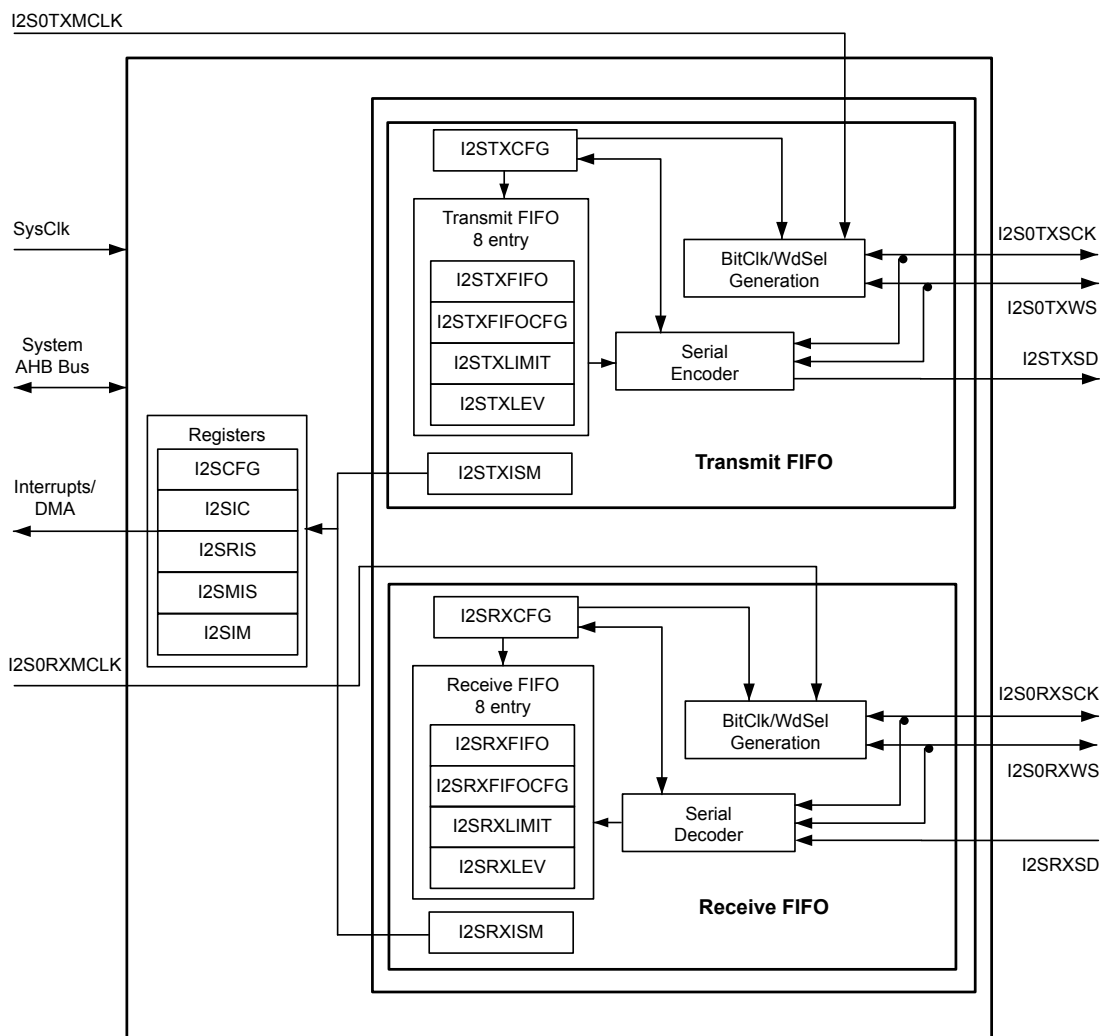 I2S0TXMCLK
I2STXCFG
Transmit FIFO
8 entry
I2STXFIFO
I2STXFIFOCFG
I2STXLIMIT
I2STXLEV
I2STXISM
BitClk/WdSel
Generation
Serial
Encoder
Transmit FIFO
I2S0TXSCK
I2S0TXWS
I2STXSD
SysClk
System
AHB Bus
Interrupts/
DMA
Registers
I2SCFG
I2SIC
I2SRIS
I2SMIS
I2SIM
I2S0RXMCLK
I2SRXCFG
Receive FIFO
8 entry
I2SRXFIFO
I2SRXFIFOCFG
I2SRXLIMIT
I2SRXLEV
I2SRXISM
BitClk/WdSel
Generation
Serial
Decoder
Receive FIFO
I2S0RXSCK
I2S0RXWS
I2SRXSD